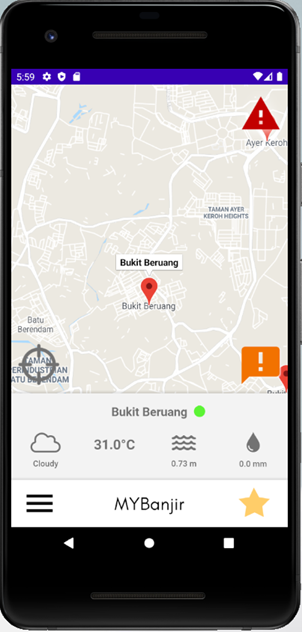 5:59
Ayer Keroh
TAMAN AYER
KEROH HEIGHTS
Bukit Beruang
Bukit Beruang
Batu
Berendam
TAMAN
PERINDUSTRIAN
BATU BERENDAM
Bukit Beruang
Cloudy
31.0°C
0.73 m
0.0 mm
MYBanjir